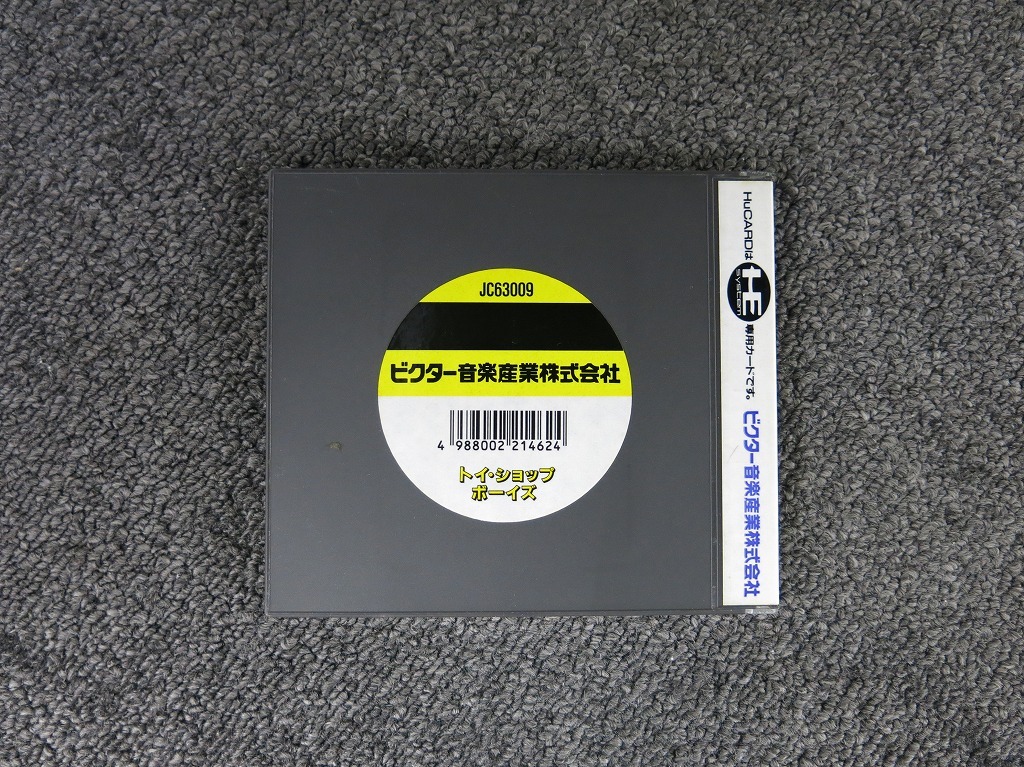 JC63009
ビクター音楽産業株式会社
4 988002 214624
トイ・ショップ
ボーイズ
HuCARDは HE system 専用カードです。 ビクター音楽産業株式会社